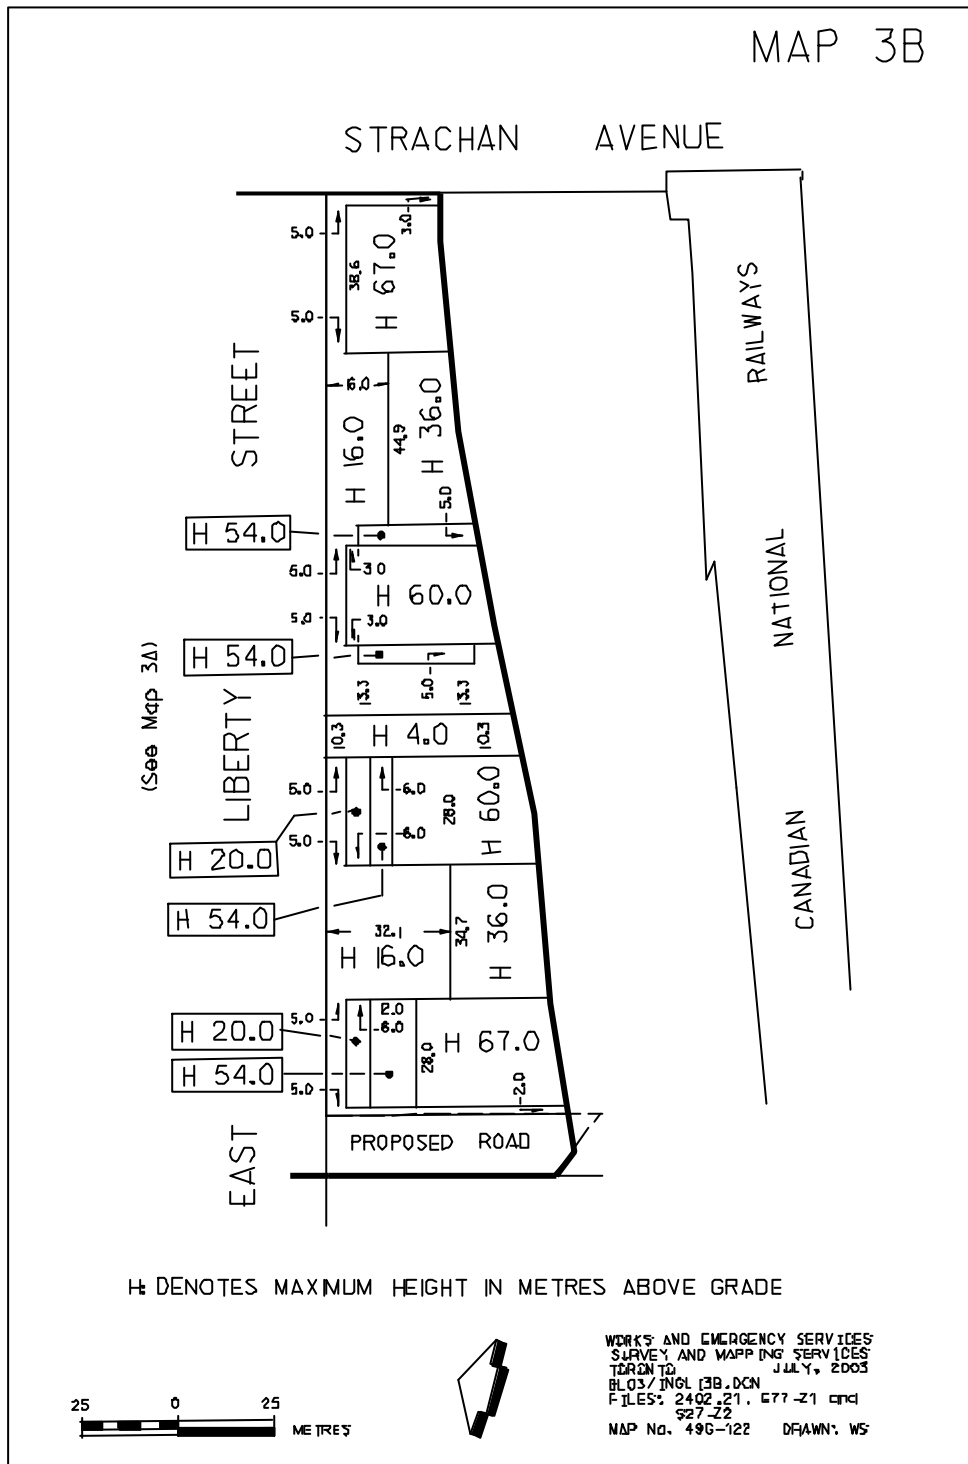 MAP 3B
STRACHAN AVENUE
3.0
5.0
38.6
H 67.0
5.0
RAILWAYS
STREET
16.0
H 16.0
44.9
H 36.0
5.0
H 54.0
6.0
3.0
H 60.0
NATIONAL
5.0
3.0
H 54.0
(See Map 3A)
13.3
5.0
13.3
LIBERTY
10.3
H 4.0
10.3
5.0
6.0
28.0
H 60.0
5.0
6.0
H 20.0
CANADIAN
H 54.0
32.1
34.7
H 36.0
H 16.0
5.0
6.0
H 20.0
28.0
H 67.0
H 54.0
5.0
2.0
EAST
PROPOSED ROAD
H: DENOTES MAXIMUM HEIGHT IN METRES ABOVE GRADE
WORKS AND EMERGENCY SERVICES
SURVEY AND MAPPING SERVICES
TORONTO JULY, 2003
FILES: 2402.21, and
MAP No. 49G-122 DRAWN: WS
25 0 25
METRES